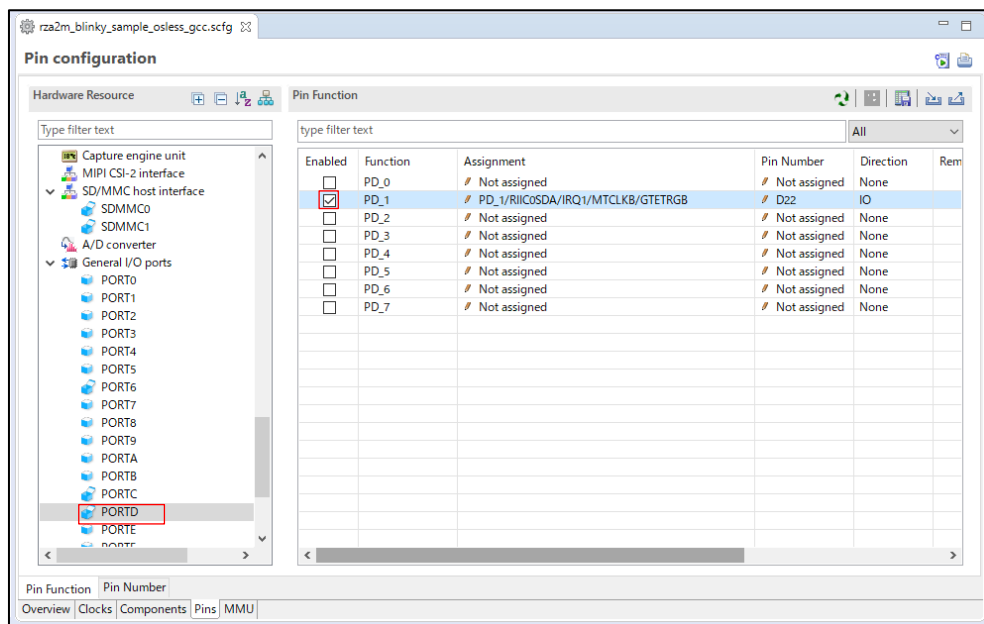 rza2m_blinky_sample_osless_gcc.scfg
Pin configuration
Hardware Resource
Type filter text
Capture engine unit
MIPI CSI-2 interface
SD/MMC host interface
SDMMC0
SDMMC1
A/D converter
General I/O ports
PORT0
PORT1
PORT2
PORT3
PORT4
PORT5
PORT6
PORT7
PORT8
PORT9
PORTA
PORTB
PORTC
PORTD
PORTE
Pin Function
type filter text All
Enabled Function Assignment Pin Number Direction Rem
PD_0 Not assigned Not assigned None
PD_1 PD_1/RIIC0SDA/IRQ1/MTCLKB/GTETRGB D22 IO
PD_2 Not assigned Not assigned None
PD_3 Not assigned Not assigned None
PD_4 Not assigned Not assigned None
PD_5 Not assigned Not assigned None
PD_6 Not assigned Not assigned None
PD_7 Not assigned Not assigned None
Pin Function Pin Number
Overview Clocks Components Pins MMU